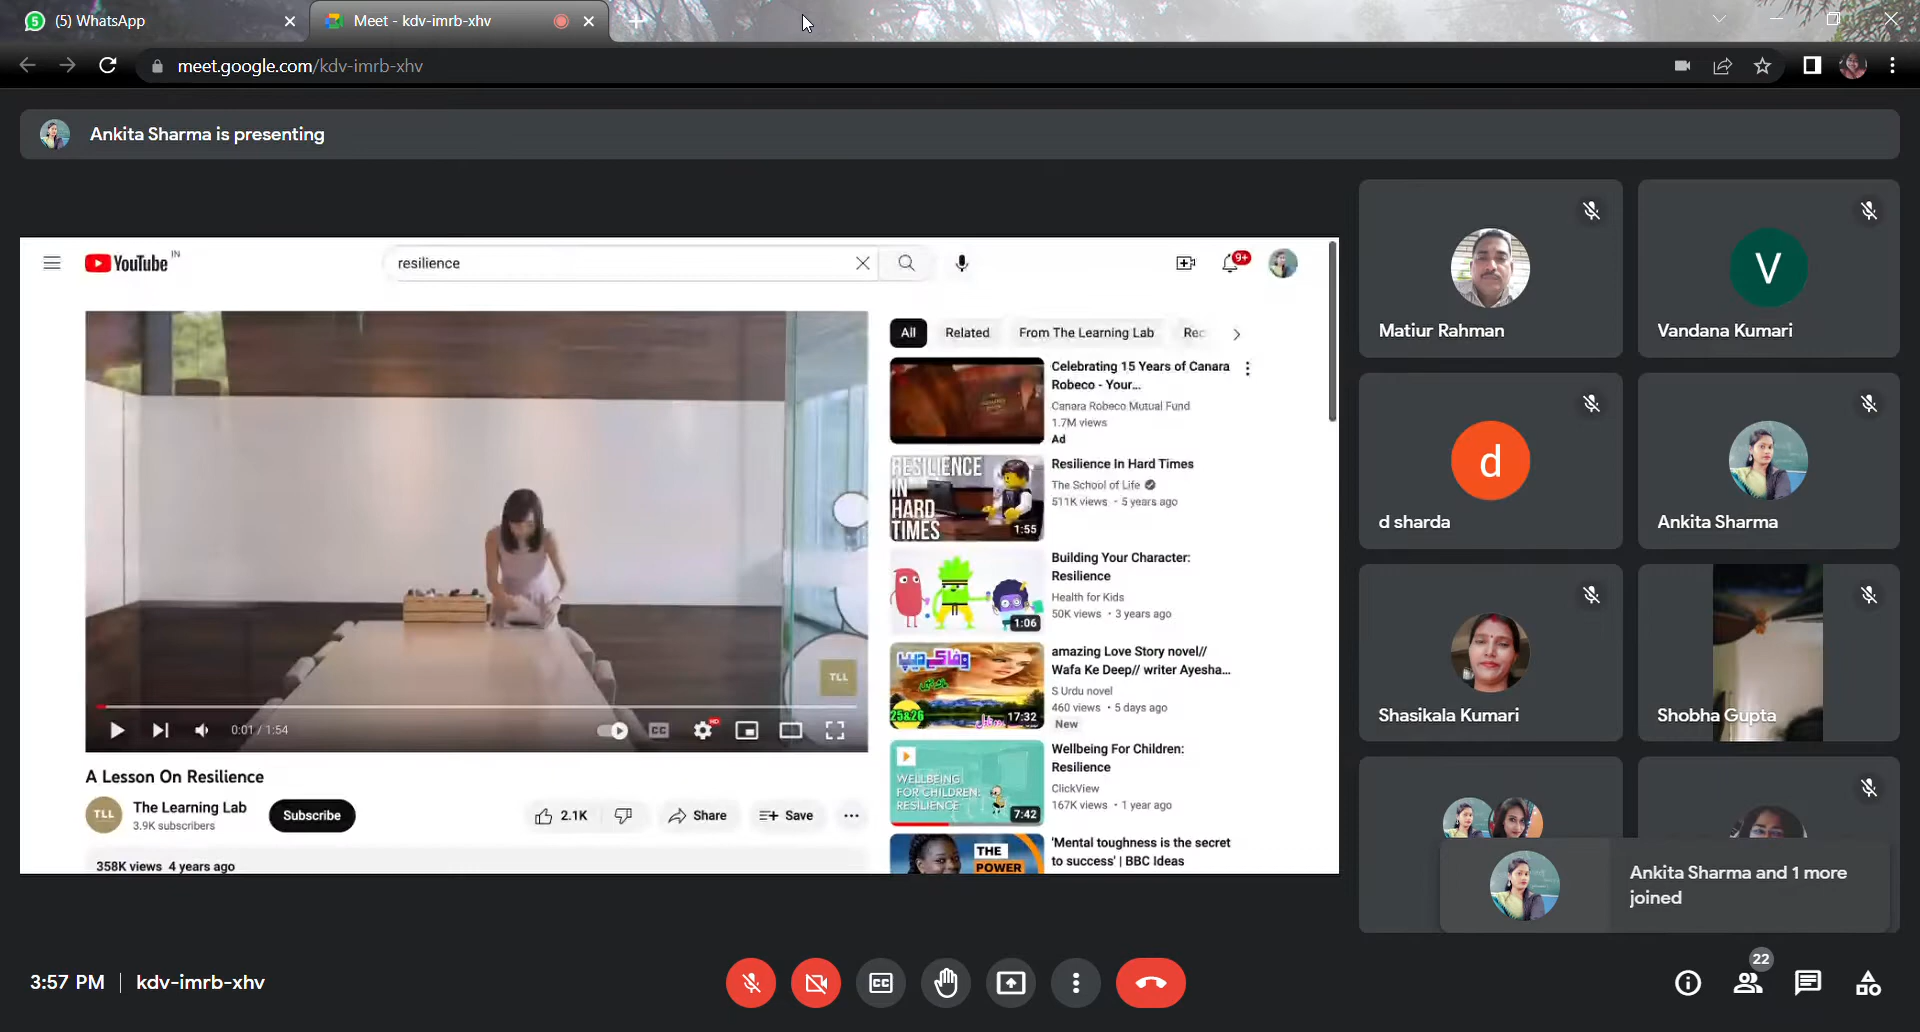 (5) WhatsApp
Meet - kdv-imrb-xhv
meet.google.com/kdv-imrb-xhv
Ankita Sharma is presenting
YouTube IN
resilience
9+
All
Related
From The Learning Lab
Rec
Celebrating 15 Years of Canara
Robeco - Your...
Canara Robeco Mutual Fund
1.7M views
Ad
RESILIENCE
IN
HARD
TIMES
1:55
Resilience In Hard Times
The School of Life
511K views • 5 years ago
1:06
Building Your Character:
Resilience
Health for Kids
50K views • 3 years ago
25&26
17:32
amazing Love Story novel//
Wafa Ke Deep// writer Ayesha...
S Urdu novel
460 views • 5 days ago
New
WELLBEING
FOR CHILDREN:
RESILIENCE
7:42
Wellbeing For Children:
Resilience
ClickView
167K views • 1 year ago
THE
POWER
'Mental toughness is the secret
to success' | BBC Ideas
TLL
0:01 / 1:54
CC
HD
A Lesson On Resilience
TLL
The Learning Lab
3.9K subscribers
Subscribe
2.1K
Share
Save
358K views 4 years ago
Matiur Rahman
V
Vandana Kumari
d
d sharda
Ankita Sharma
Shasikala Kumari
Shobha Gupta
Ankita Sharma and 1 more
joined
3:57 PM
kdv-imrb-xhv
CC
22